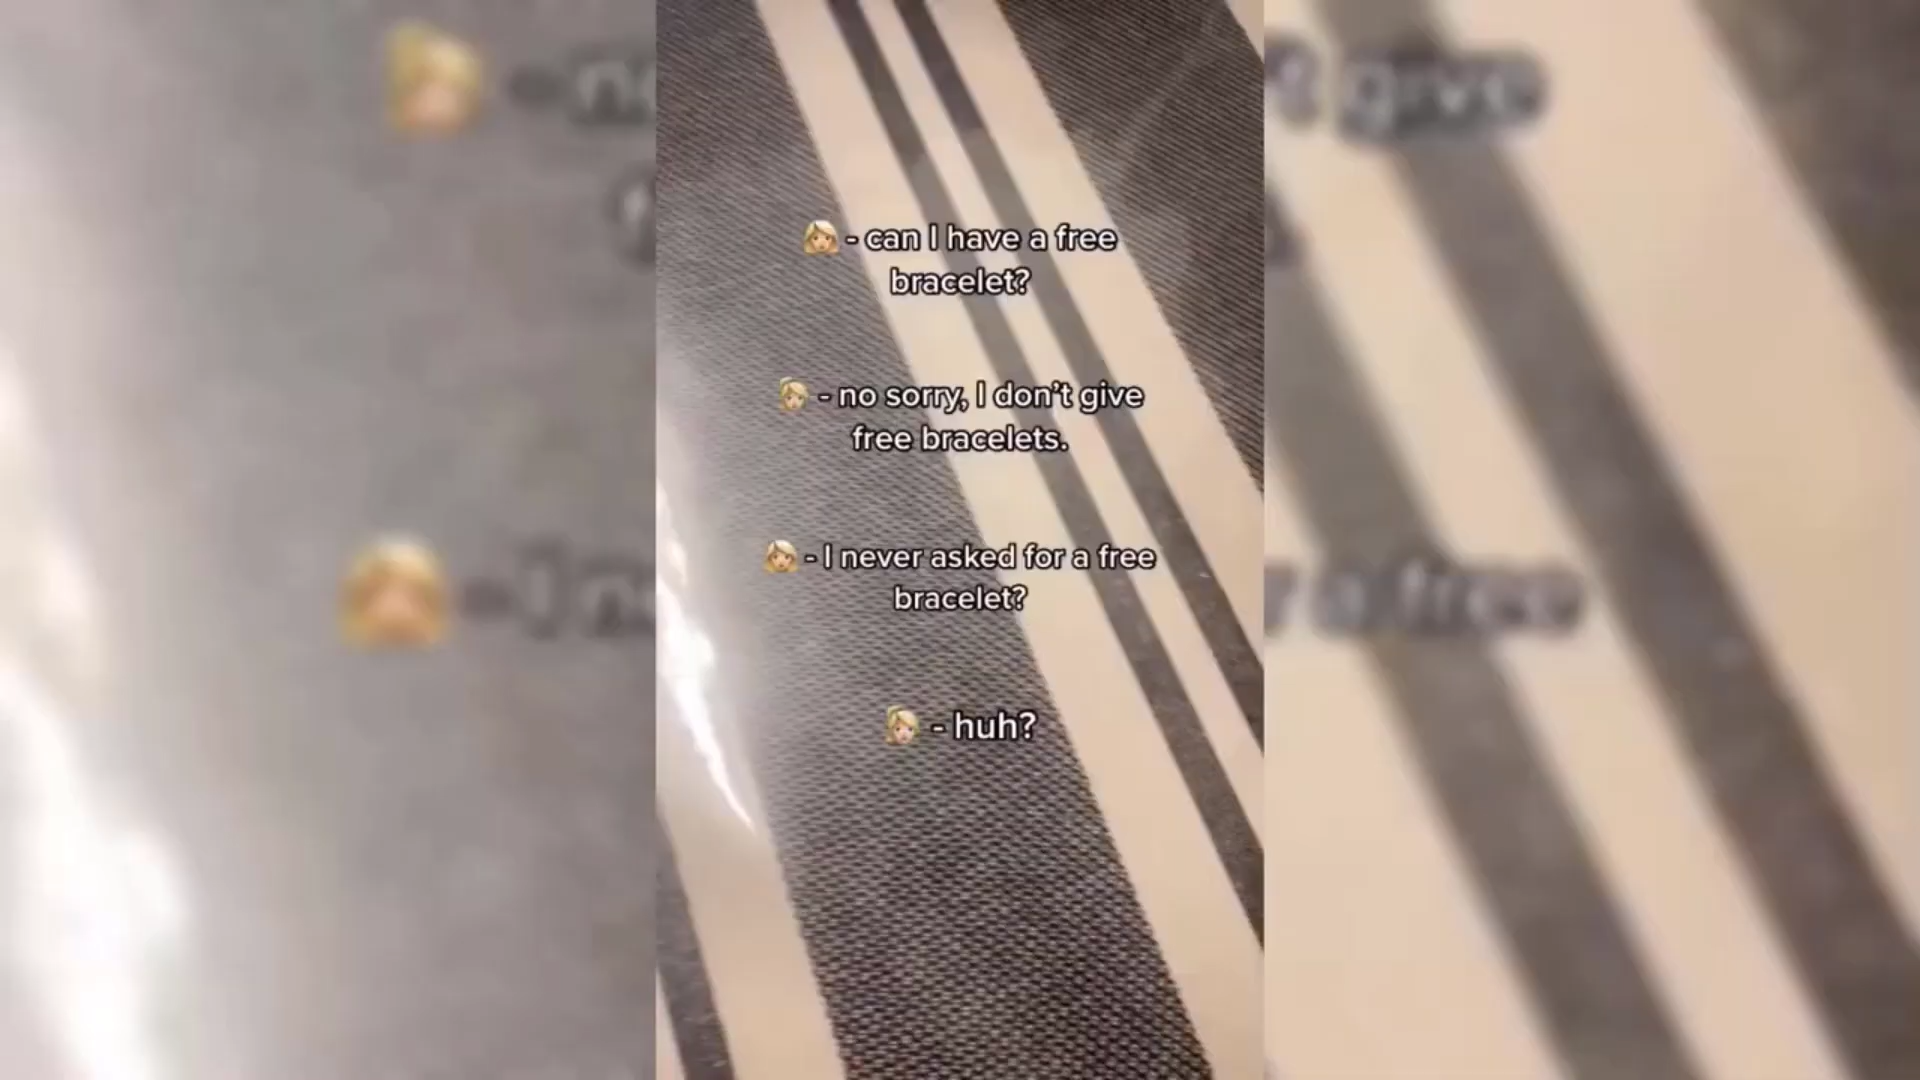 👩🏼 - can I have a free
bracelet?
👱🏼‍♀️ - no sorry, I don't give
free bracelets.
👩🏼 - I never asked for a free
bracelet?
👱🏼‍♀️ - huh?